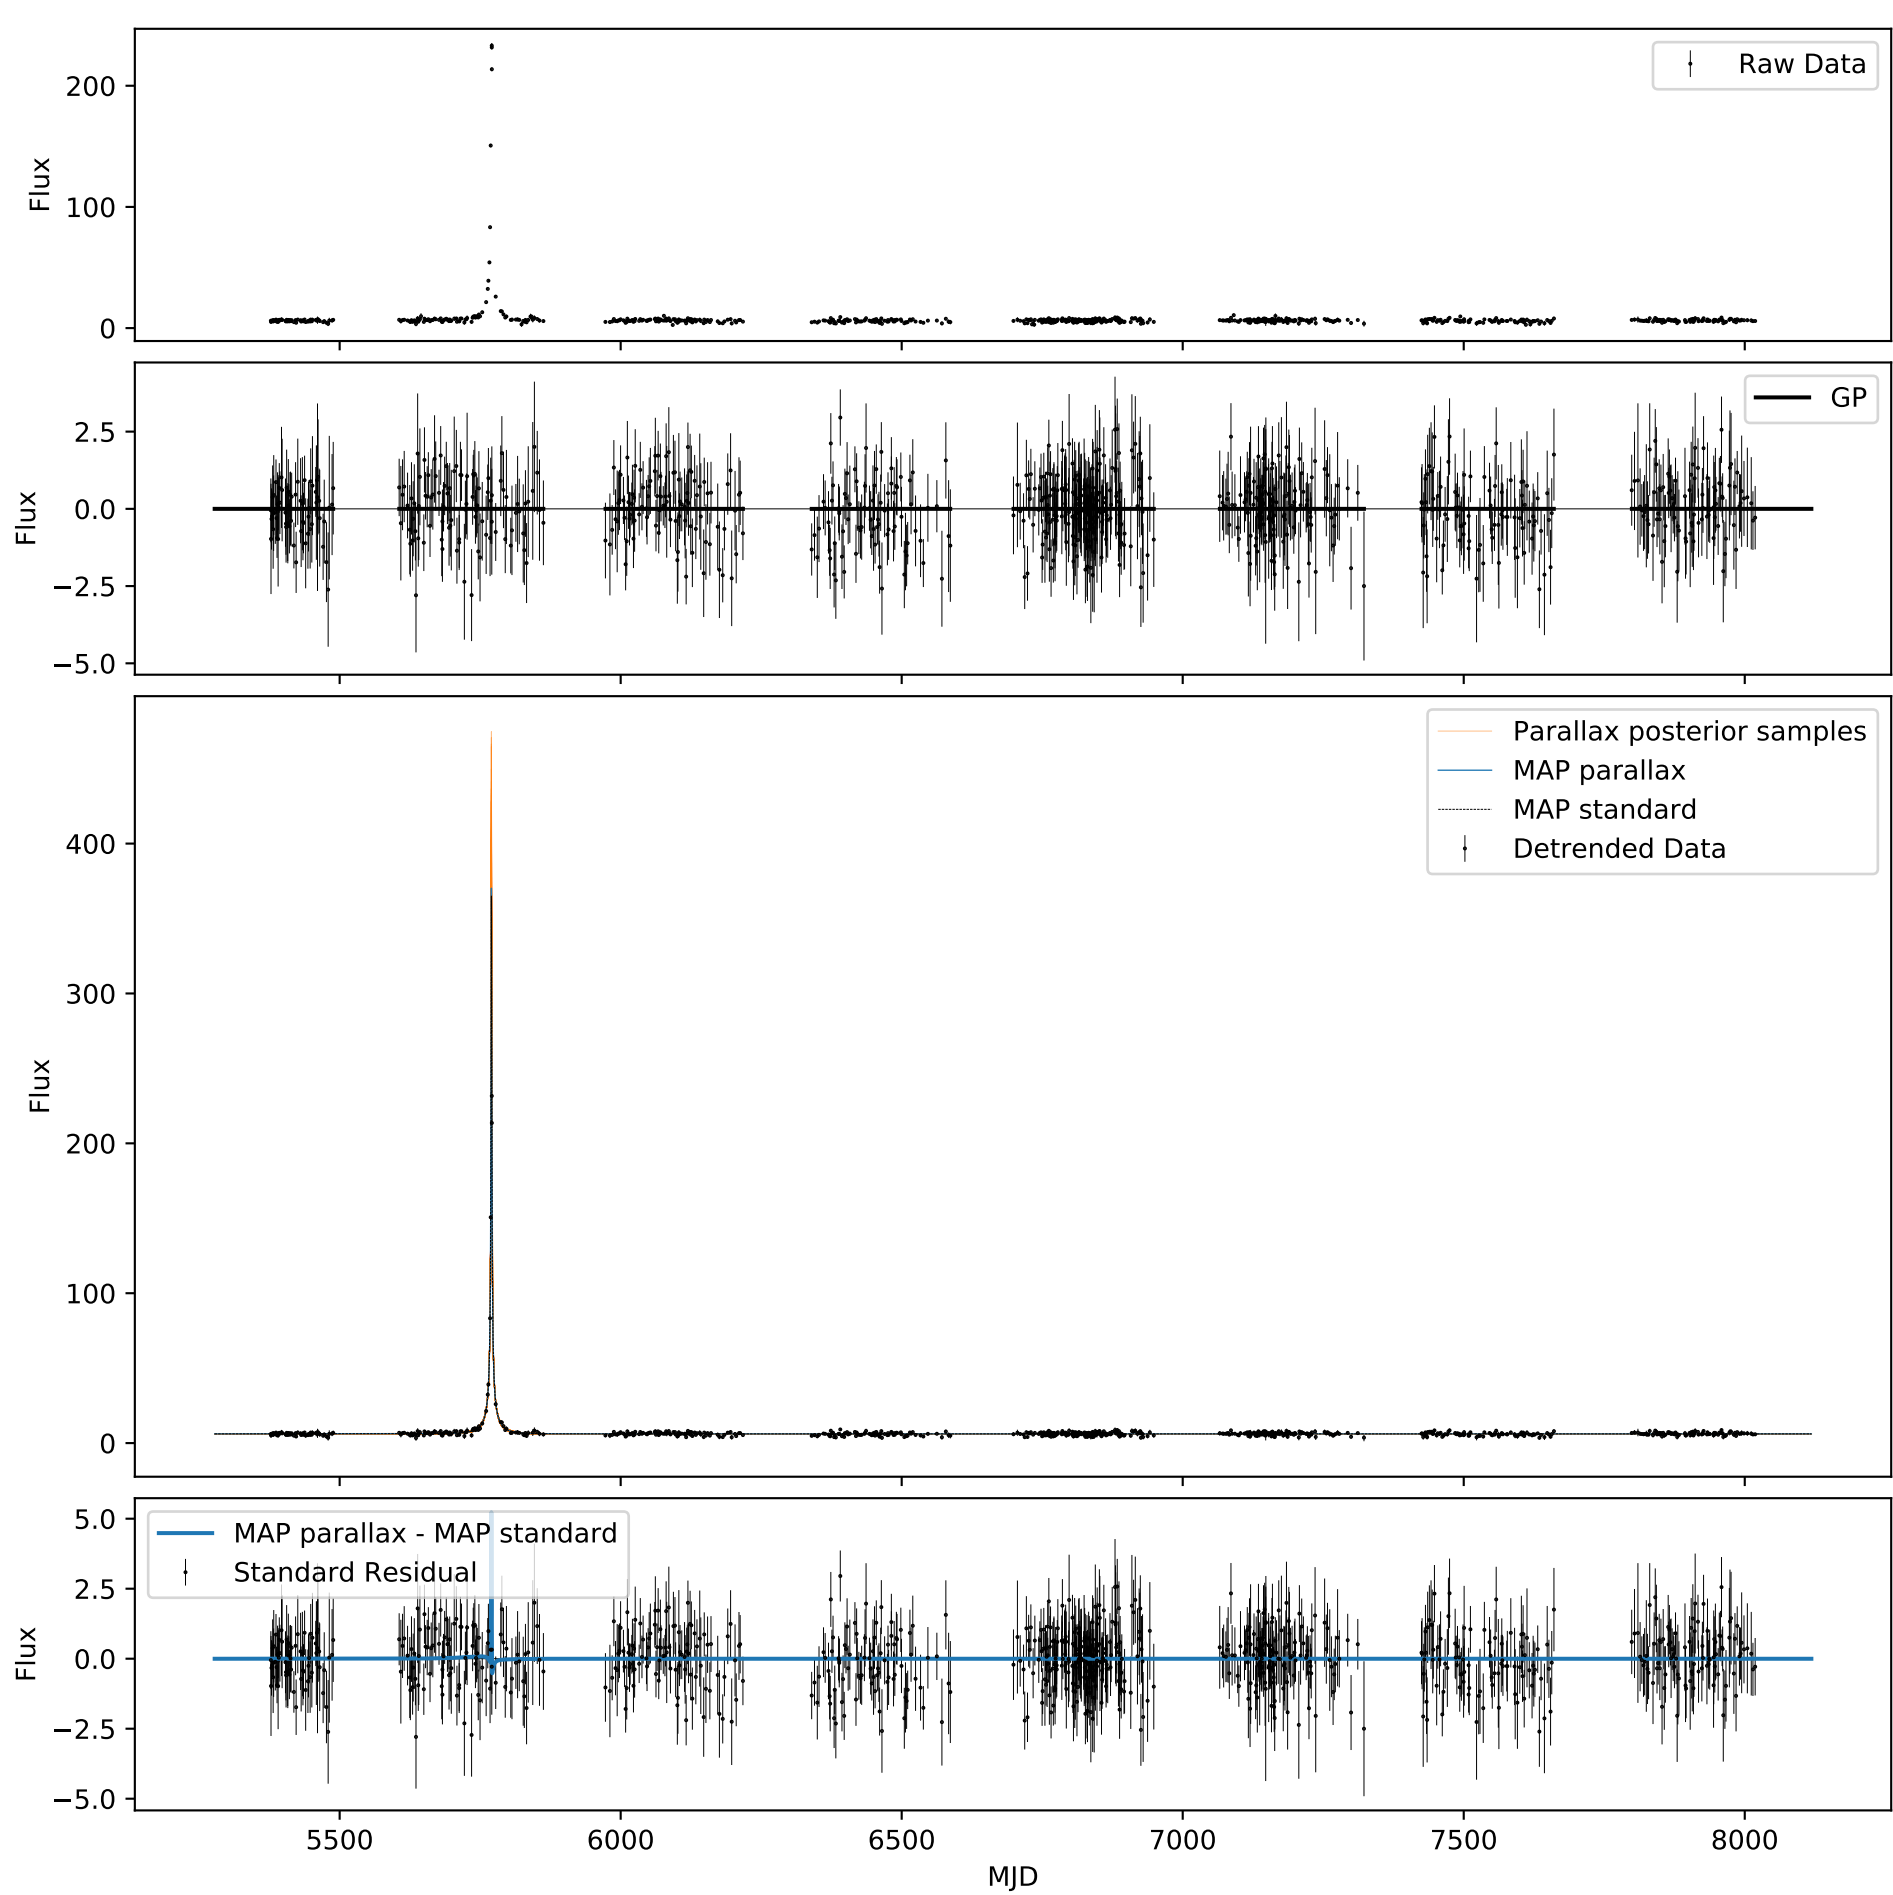 200
100
0
Flux
Raw Data
2.5
0.0
−2.5
−5.0
Flux
GP
400
300
200
100
0
Flux
Parallax posterior samples
MAP parallax
MAP standard
Detrended Data
5.0
2.5
0.0
−2.5
−5.0
Flux
MAP parallax - MAP standard
Standard Residual
5500 6000 6500 7000 7500 8000
MJD